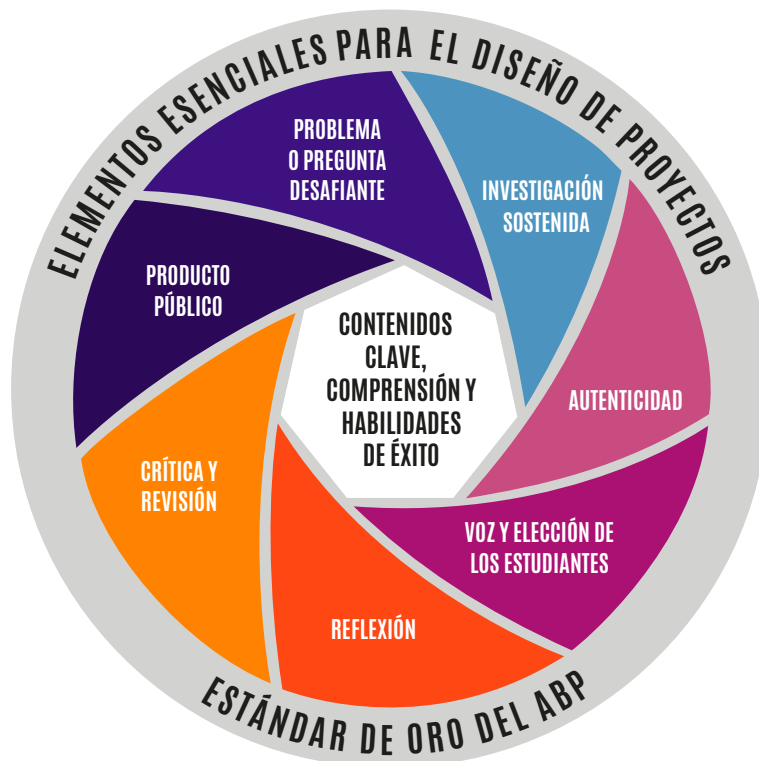 ELEMENTOS ESENCIALES PARA EL DISEÑO DE PROYECTOS
PROBLEMA
O PREGUNTA
DESAFIANTE
INVESTIGACIÓN
SOSTENIDA
AUTENTICIDAD
VOZ Y ELECCIÓN DE
LOS ESTUDIANTES
REFLEXIÓN
CRÍTICA Y
REVISIÓN
PRODUCTO
PÚBLICO
CONTENIDOS
CLAVE,
COMPRENSIÓN Y
HABILIDADES
DE ÉXITO
ESTÁNDAR DE ORO DEL ABP